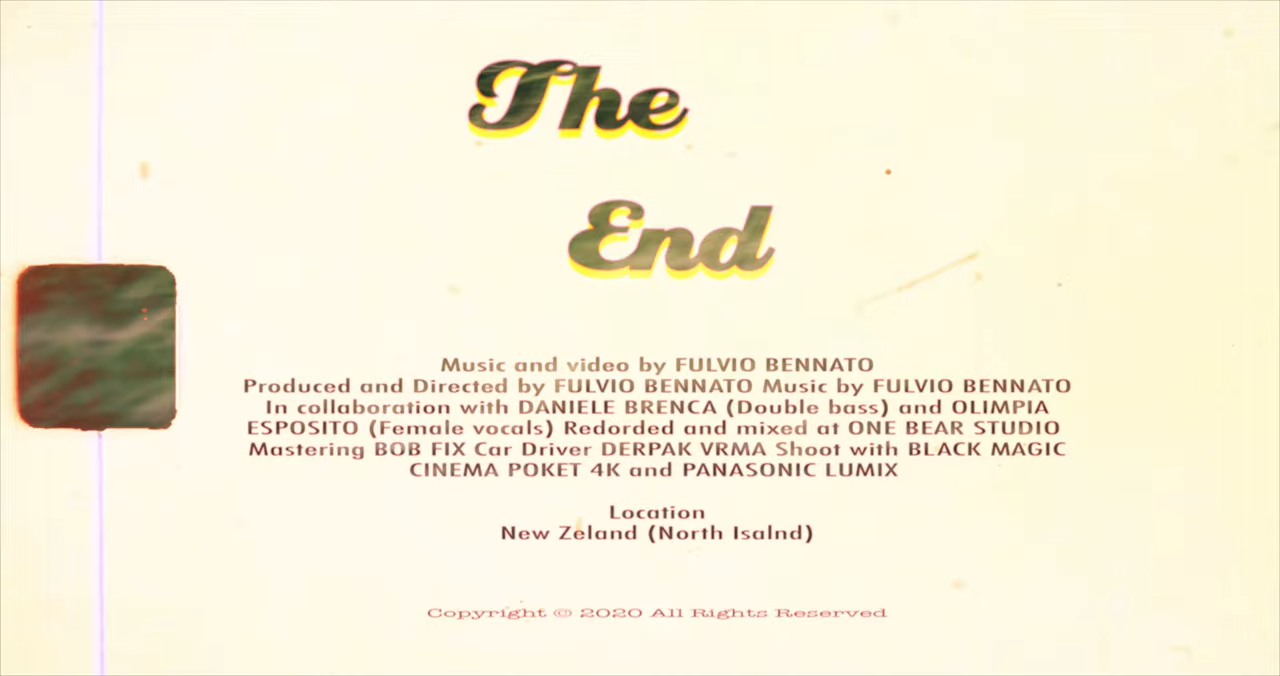 The
End
Music and video by FULVIO BENNATO
Produced and Directed by FULVIO BENNATO Music by FULVIO BENNATO
In collaboration with DANIELE BRENCA (Double bass) and OLIMPIA
ESPOSITO (Female vocals) Redorded and mixed at ONE BEAR STUDIO
Mastering BOB FIX Car Driver DERPAK VRMA Shoot with BLACK MAGIC
CINEMA POKET 4K and PANASONIC LUMIX
Location
New Zeland (North Isalnd)
Copyright © 2020 All Rights Reserved